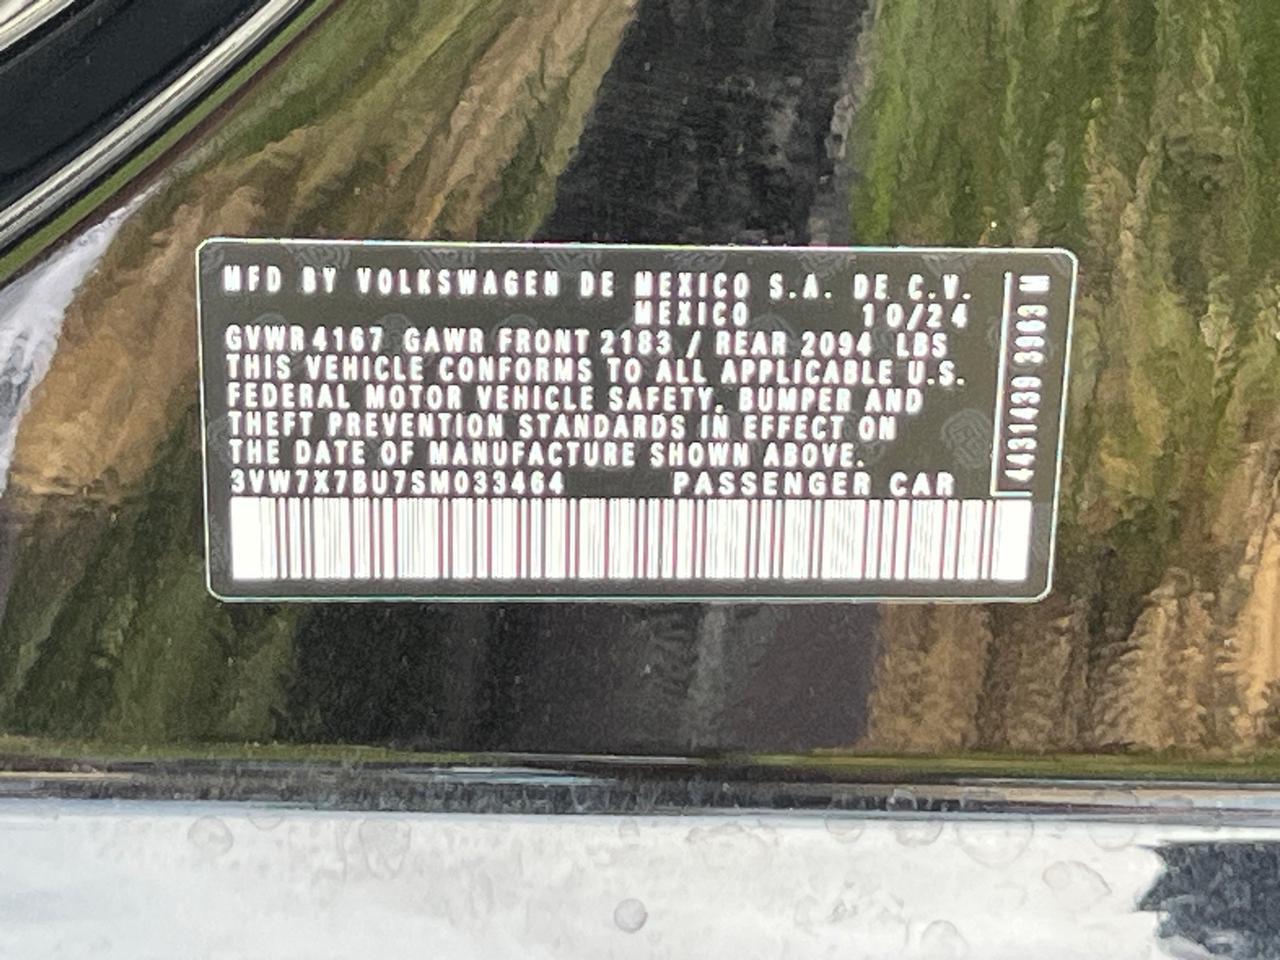 MFD BY VOLKSWAGEN DE MEXICO S.A. DE C.V.
MEXICO 10/24
GVWR 4167 GAWR FRONT 2183 / REAR 2094 LBS
THIS VEHICLE CONFORMS TO ALL APPLICABLE U.S.
FEDERAL MOTOR VEHICLE SAFETY, BUMPER AND
THEFT PREVENTION STANDARDS IN EFFECT ON
THE DATE OF MANUFACTURE SHOWN ABOVE.
3VW7X7BU7SM033464 PASSENGER CAR
4431439 3963 M